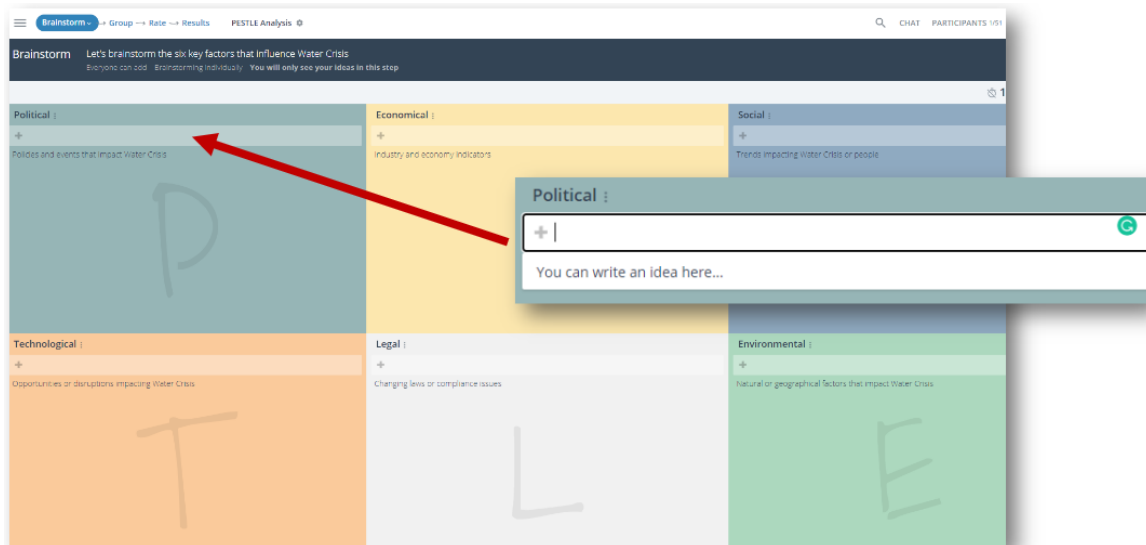 Brainstorm → Group → Rate → Results PESTLE Analysis
CHAT PARTICIPANTS 1/51
Brainstorm Let's brainstorm the six key factors that influence Water Crisis
Everyone can add Brainstorming individually You will only see your ideas in this step
1
Political
+
Policies and events that impact Water Crisis
P
Economical
+
Industry and economy indicators
Social
+
Trends impacting Water Crisis or people
Political
+
You can write an idea here...
Technological
+
Opportunities or disruptions impacting Water Crisis
T
Legal
+
Changing laws or compliance issues
L
Environmental
+
Natural or geographical factors that impact Water Crisis
E